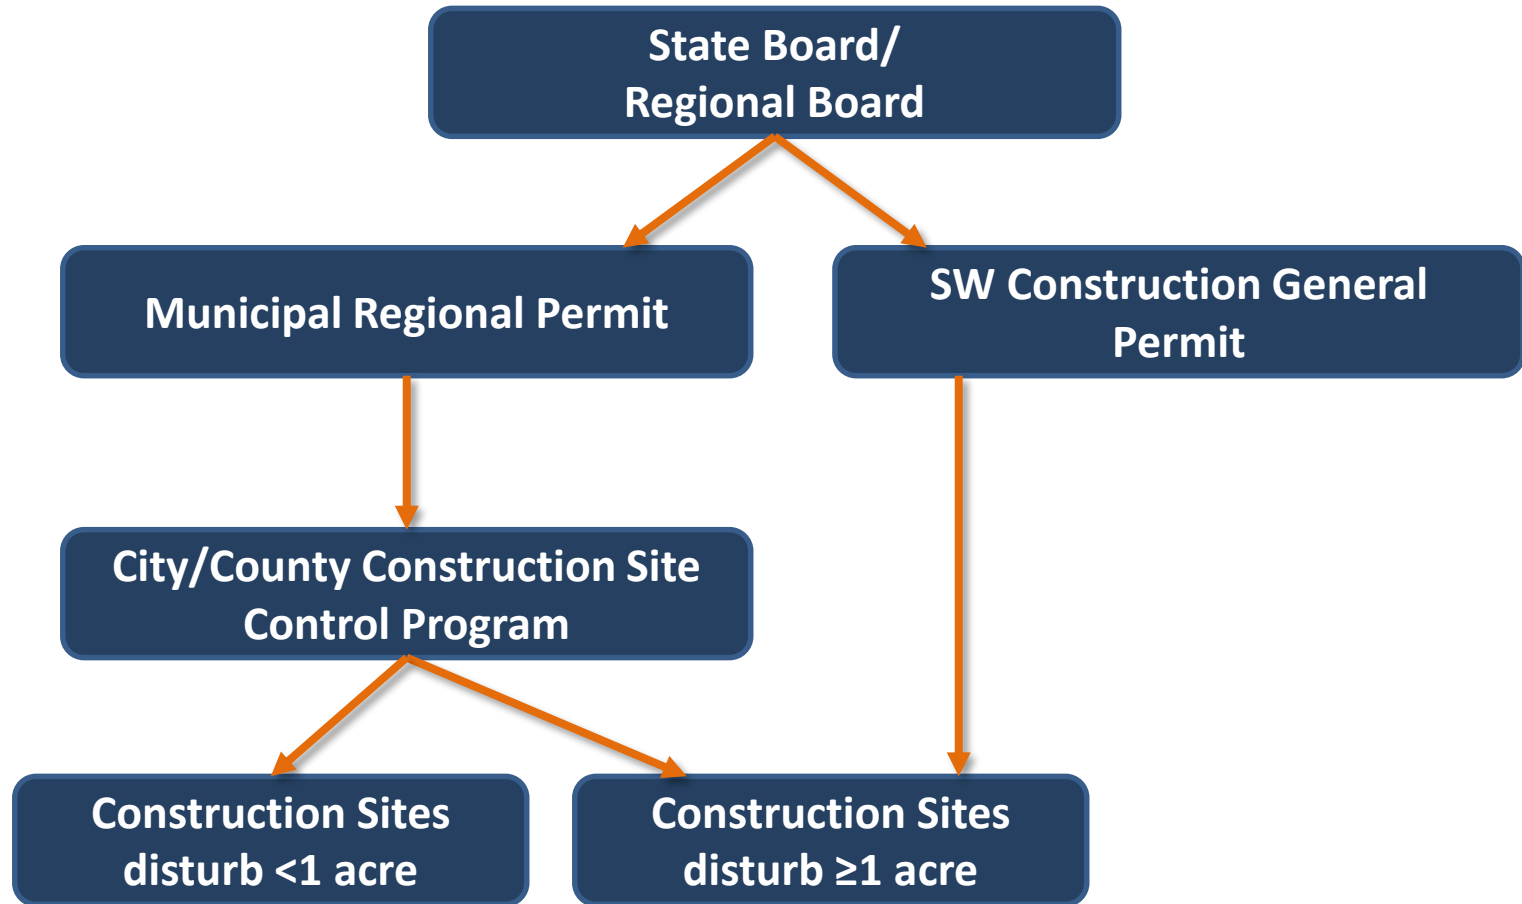 State Board/
Regional Board
Municipal Regional Permit
SW Construction General
Permit
City/County Construction Site
Control Program
Construction Sites
disturb <1 acre
Construction Sites
disturb ≥1 acre